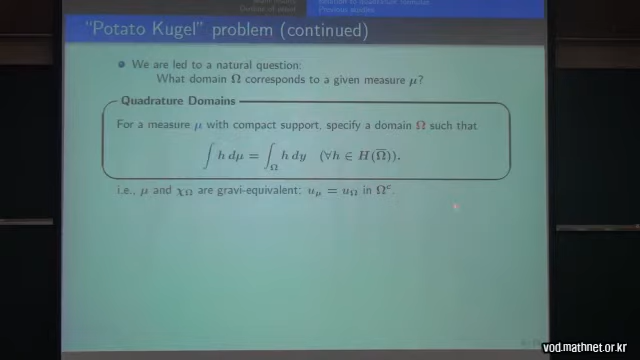 "Potato Kugel" problem (continued)
We are led to a natural question:
What domain Ω corresponds to a given measure μ?
Quadrature Domains
For a measure μ with compact support, specify a domain Ω such that
∫ h dμ = ∫_Ω h dy (∀h ∈ H(Ω̅)).
i.e., μ and χ_Ω are gravi-equivalent: u_μ = u_Ω in Ω^c.
vod.mathnet.or.kr